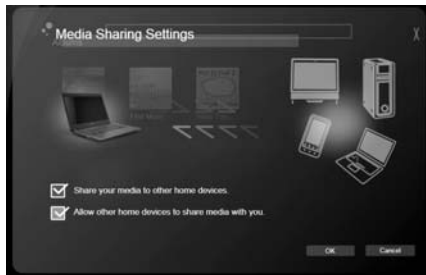 Media Sharing Settings
X
Share your media to other home devices.
Allow other home devices to share media with you.
OK
Cancel